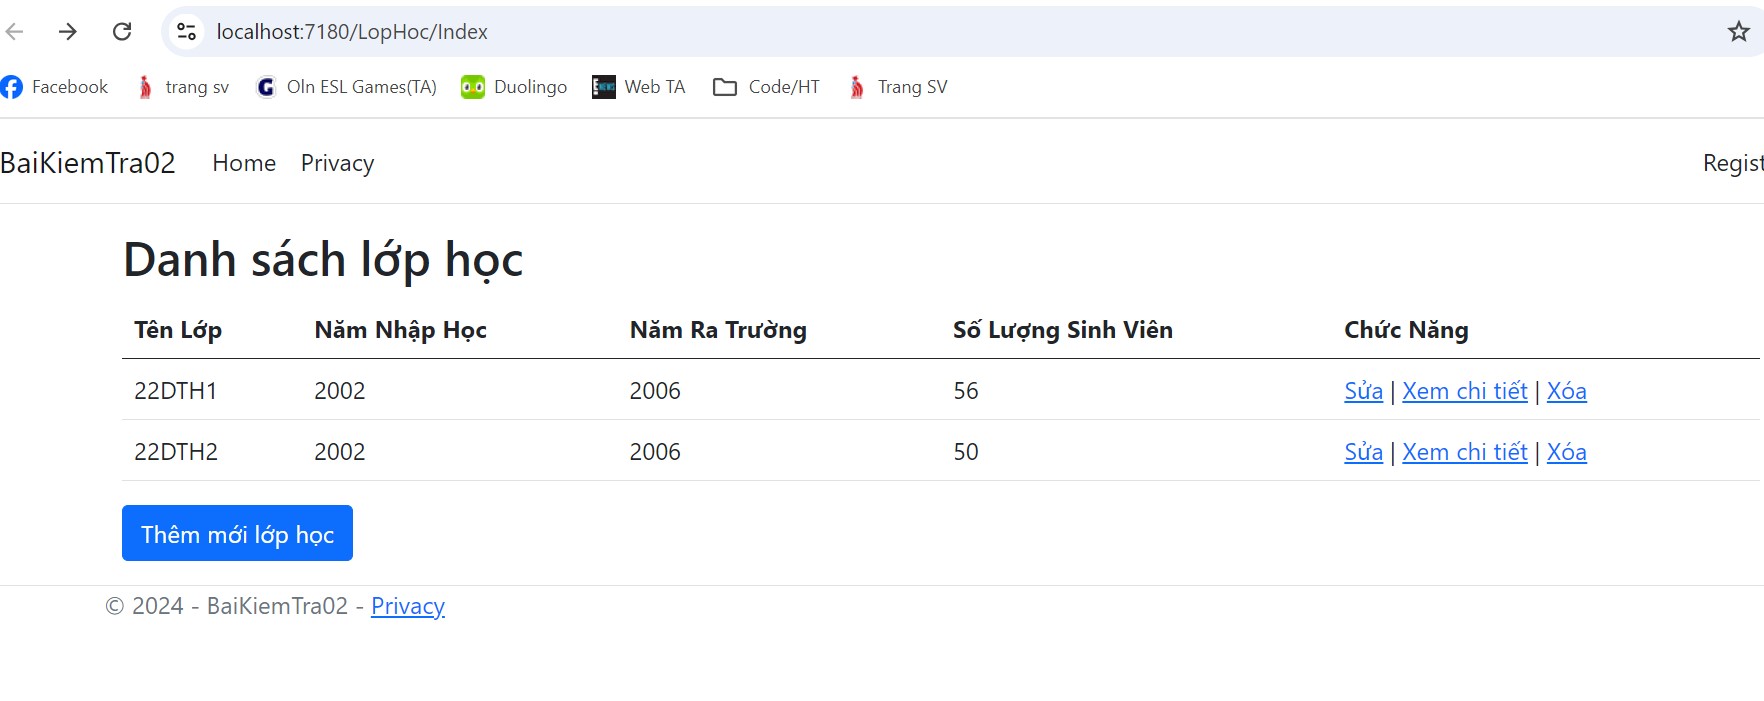 localhost:7180/LopHoc/Index
Facebook trang sv Oln ESL Games(TA) Duolingo Web TA Code/HT Trang SV
BaiKiemTra02 Home Privacy Regist
Danh sách lớp học
Tên Lớp Năm Nhập Học Năm Ra Trường Số Lượng Sinh Viên Chức Năng
22DTH1 2002 2006 56 Sửa | Xem chi tiết | Xóa
22DTH2 2002 2006 50 Sửa | Xem chi tiết | Xóa
Thêm mới lớp học
© 2024 - BaiKiemTra02 - Privacy